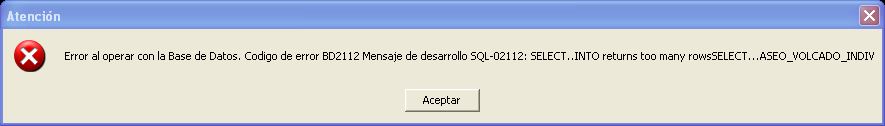 Atención
Error al operar con la Base de Datos. Codigo de error BD2112 Mensaje de desarrollo SQL-02112: SELECT..INTO returns too many rowsSELECT...ASEO_VOLCADO_INDIV
Aceptar